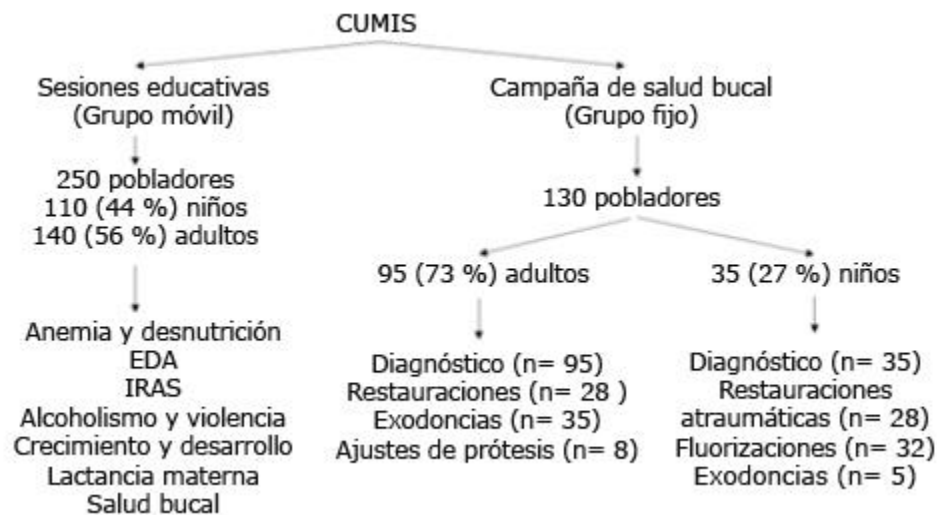 CUMIS
Sesiones educativas
(Grupo móvil)
250 pobladores
110 (44 %) niños
140 (56 %) adultos
Anemia y desnutrición
EDA
IRAS
Alcoholismo y violencia
Crecimiento y desarrollo
Lactancia materna
Salud bucal
Campaña de salud bucal
(Grupo fijo)
130 pobladores
95 (73 %) adultos
Diagnóstico (n= 95)
Restauraciones (n= 28 )
Exodoncias (n= 35)
Ajustes de prótesis (n= 8)
35 (27 %) niños
Diagnóstico (n= 35)
Restauraciones
atraumáticas (n= 28)
Fluorizaciones (n= 32)
Exodoncias (n= 5)